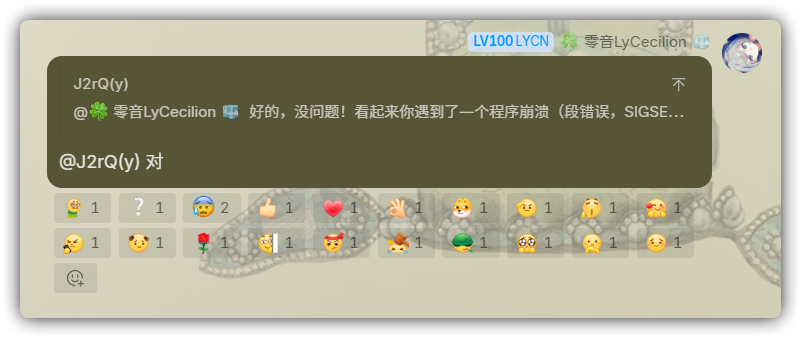 LV100 LYCN 🍀 零音LyCecilion
J2rQ(y)
@🍀 零音LyCecilion 好的，没问题！看起来你遇到了一个程序崩溃（段错误，SIGSE...
@J2rQ(y) 对
1 1 2 1 1 1 1 1 1 1
1 1 1 1 1 1 1 1 1 1